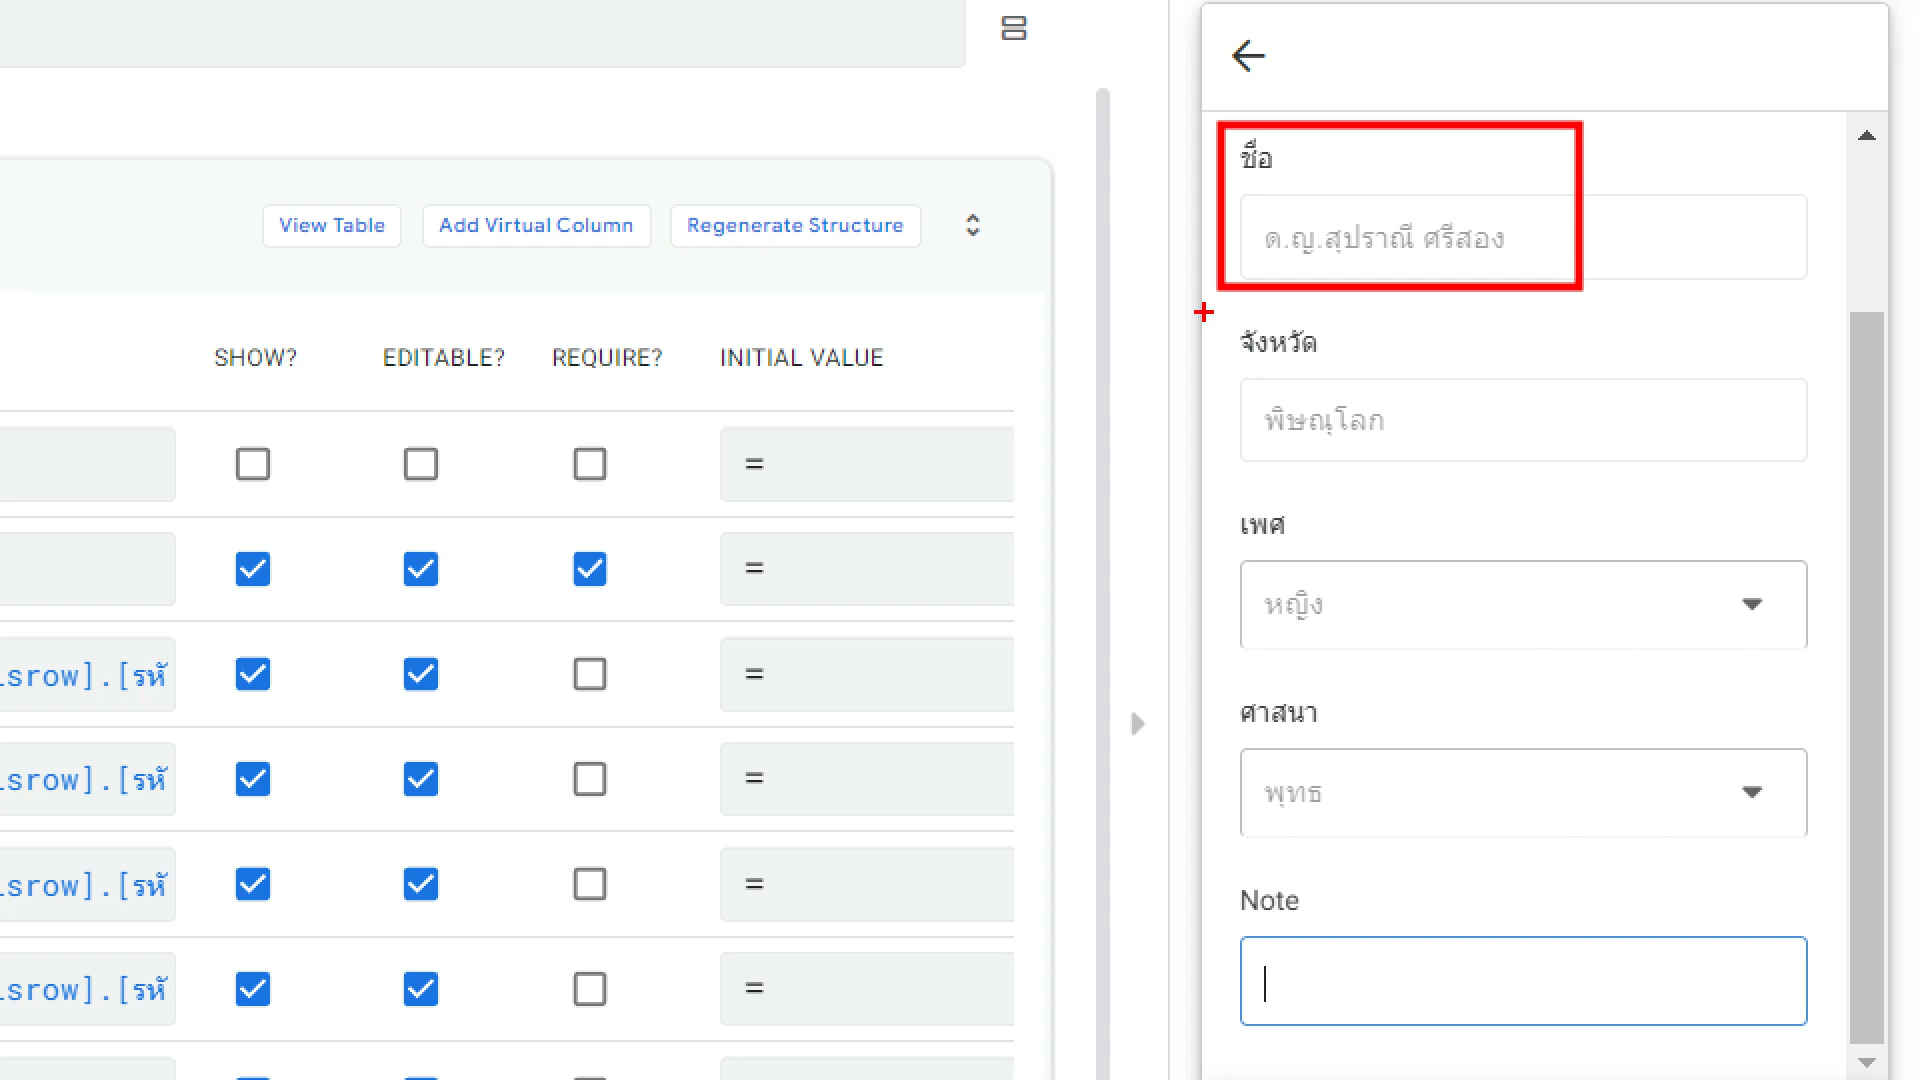 View Table
Add Virtual Column
Regenerate Structure
SHOW?
EDITABLE?
REQUIRE?
INITIAL VALUE
=
=
srow].[รหั
=
srow].[รหั
=
srow].[รหั
=
srow].[รหั
=
ชื่อ
ด.ญ.สุปราณี ศรีสอง
จังหวัด
พิษณุโลก
เพศ
หญิง
ศาสนา
พุทธ
Note